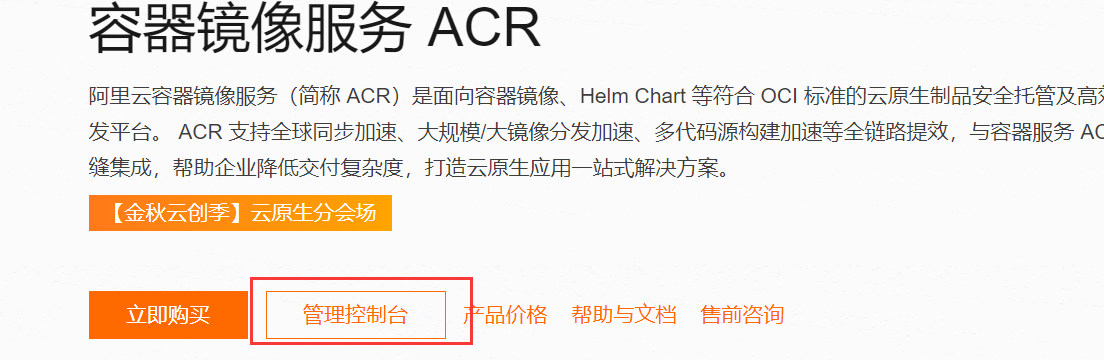 容器镜像服务 ACR
阿里云容器镜像服务（简称 ACR）是面向容器镜像、Helm Chart 等符合 OCI 标准的云原生制品安全托管及高
发平台。 ACR 支持全球同步加速、大规模/大镜像分发加速、多代码源构建加速等全链路提效，与容器服务 AC
缝集成，帮助企业降低交付复杂度，打造云原生应用一站式解决方案。
【金秋云创季】云原生分会场
立即购买 管理控制台 产品价格 帮助与文档 售前咨询